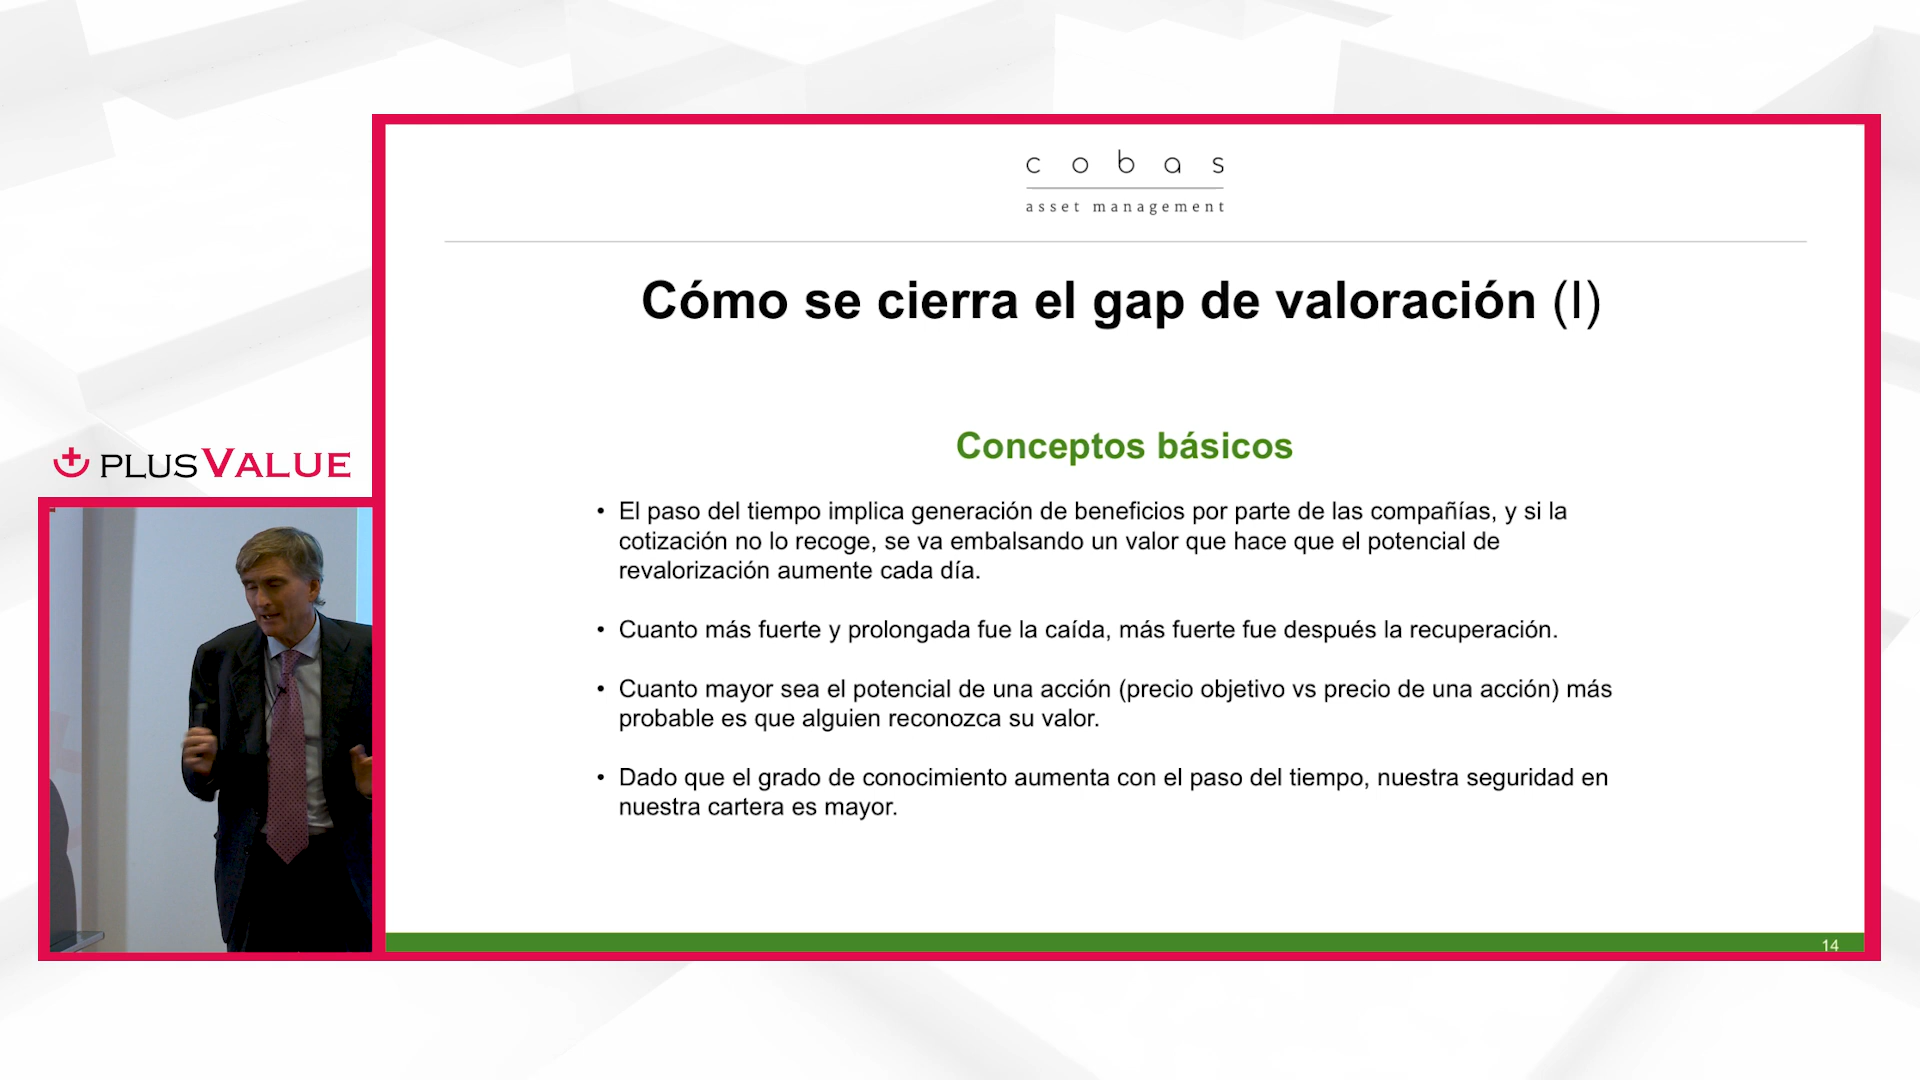 cobas
asset management
Cómo se cierra el gap de valoración (I)
Conceptos básicos
• El paso del tiempo implica generación de beneficios por parte de las compañías, y si la
cotización no lo recoge, se va embalsando un valor que hace que el potencial de
revalorización aumente cada día.
• Cuanto más fuerte y prolongada fue la caída, más fuerte fue después la recuperación.
• Cuanto mayor sea el potencial de una acción (precio objetivo vs precio de una acción) más
probable es que alguien reconozca su valor.
• Dado que el grado de conocimiento aumenta con el paso del tiempo, nuestra seguridad en
nuestra cartera es mayor.
14
PLUSVALUE